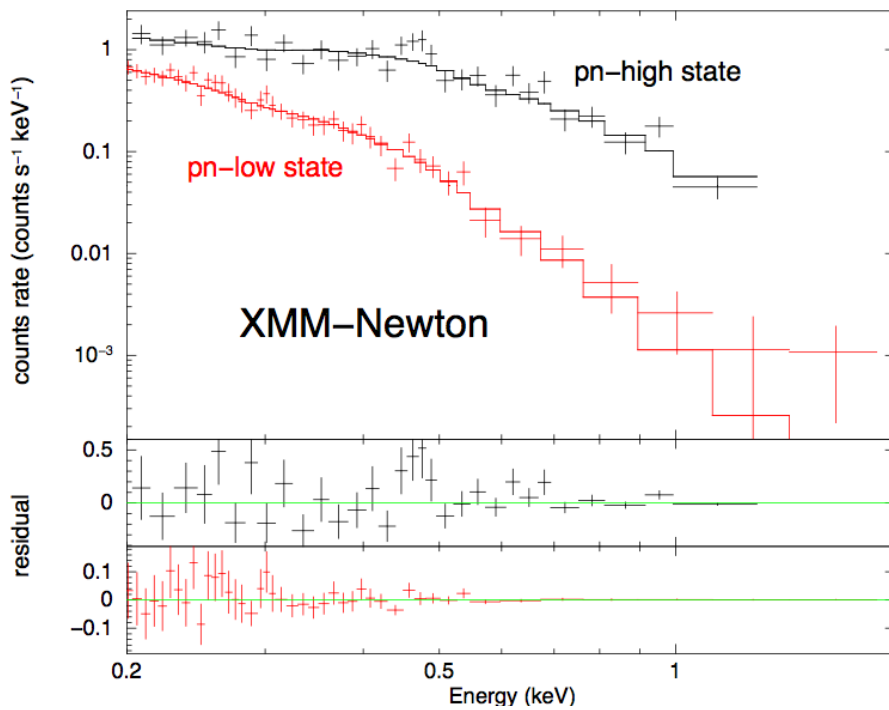 counts rate (counts s⁻¹ keV⁻¹)
1
0.1
0.01
10⁻³
pn−high state
pn−low state
XMM−Newton
residual
0.5
0
0.1
0
−0.1
0.2
0.5
1
Energy (keV)